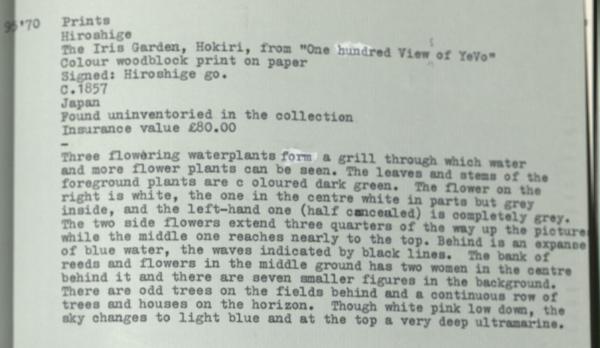 95'70 Prints
Hiroshige
The Iris Garden, Hokiri, from "One hundred Views of YeVo"
Colour woodblock print on paper
Signed: Hiroshige go.
C.1857
Japan
Found uninventoried in the collection
Insurance value £80.00
-
Three flowering waterplants form a grill through which water
and more flower plants can be seen. The leaves and stems of the
foreground plants are c oloured dark green. The flower on the
right is white, the one in the centre white in parts but grey
inside, and the left-hand one (half cancealed) is completely grey.
The two side flowers extend three quarters of the way up the picture
while the middle one reaches nearly to the top. Behind is an expanse
of blue water, the waves indicated by black lines. The bank of
reeds and flowers in the middle ground has two women in the centre
behind it and there are seven smaller figures in the background.
There are odd trees on the fields behind and a continuous row of
trees and houses on the horizon. Though white pink low down, the
sky changes to light blue and at the top a very deep ultramarine.